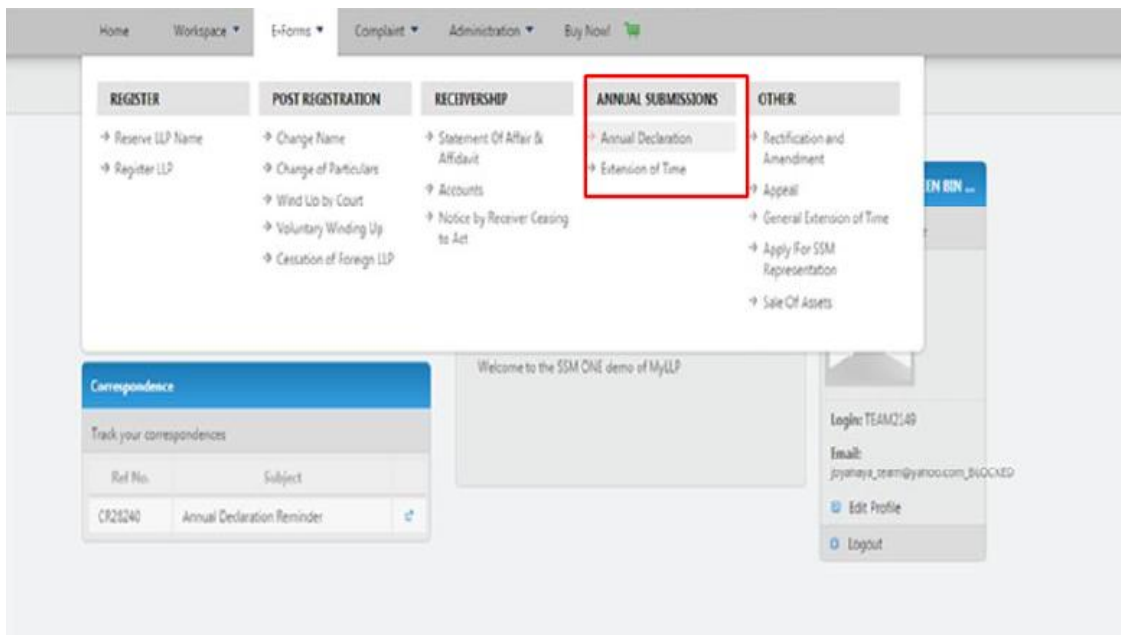 Home Workspace E-Forms Complaint Administration Buy Now!
REGISTER
→ Reserve LLP Name
→ Register LLP
POST REGISTRATION
→ Change Name
→ Change of Particulars
→ Wind Up by Court
→ Voluntary Winding Up
→ Cessation of Foreign LLP
RECEIVERSHIP
→ Statement Of Affair &
Affidavit
→ Accounts
→ Notice by Receiver Ceasing
to Act
ANNUAL SUBMISSIONS
→ Annual Declaration
→ Extension of Time
OTHER
→ Rectification and
Amendment
→ Appeal
→ General Extension of Time
→ Apply For SSM
Representation
→ Sale Of Assets
EN BIN ...
Welcome to the SSM ONE demo of MyLLP
Correspondence
Track your correspondences
Ref No. Subject
CR28240 Annual Declaration Reminder
Login: TEAM2149
Email:
Edit Profile
Logout